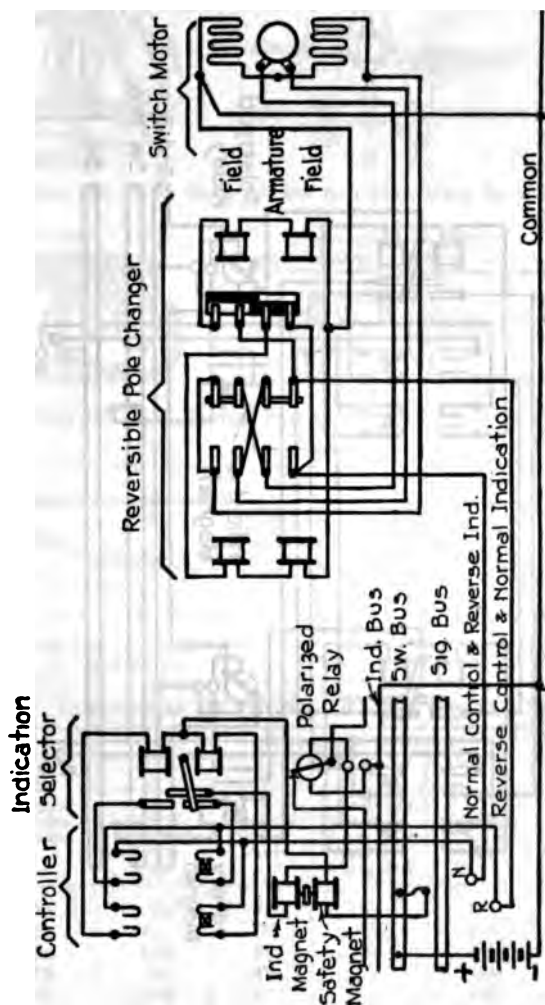 Switch Motor
Field
Armature
Field
Reversible Pole Changer
Common
Indication
Selector
Controller
Polarized
Relay
Ind. Bus
Sw. Bus
Sig. Bus
Normal Control & Reverse Ind.
Reverse Control & Normal Indication
Ind
Magnet
Safety
Magnet
N
R
+
-